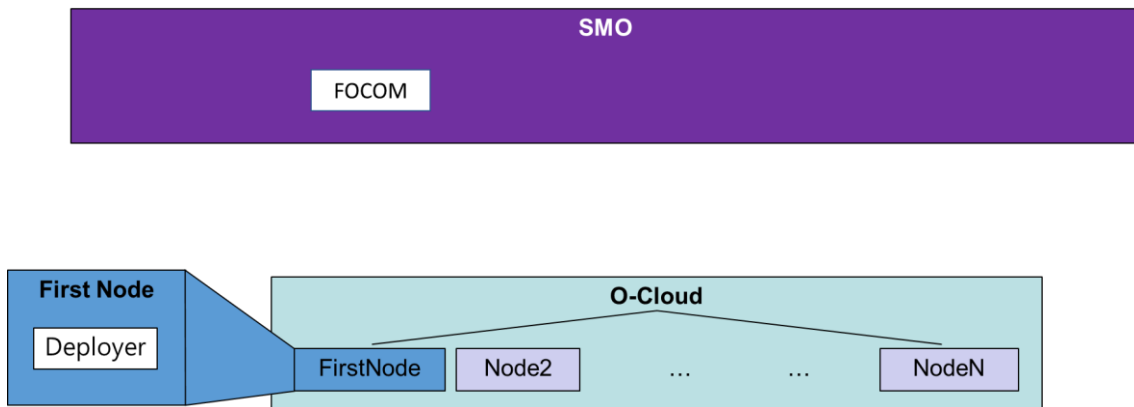 SMO
FOCOM
First Node
Deployer
O-Cloud
FirstNode
Node2
...
...
NodeN